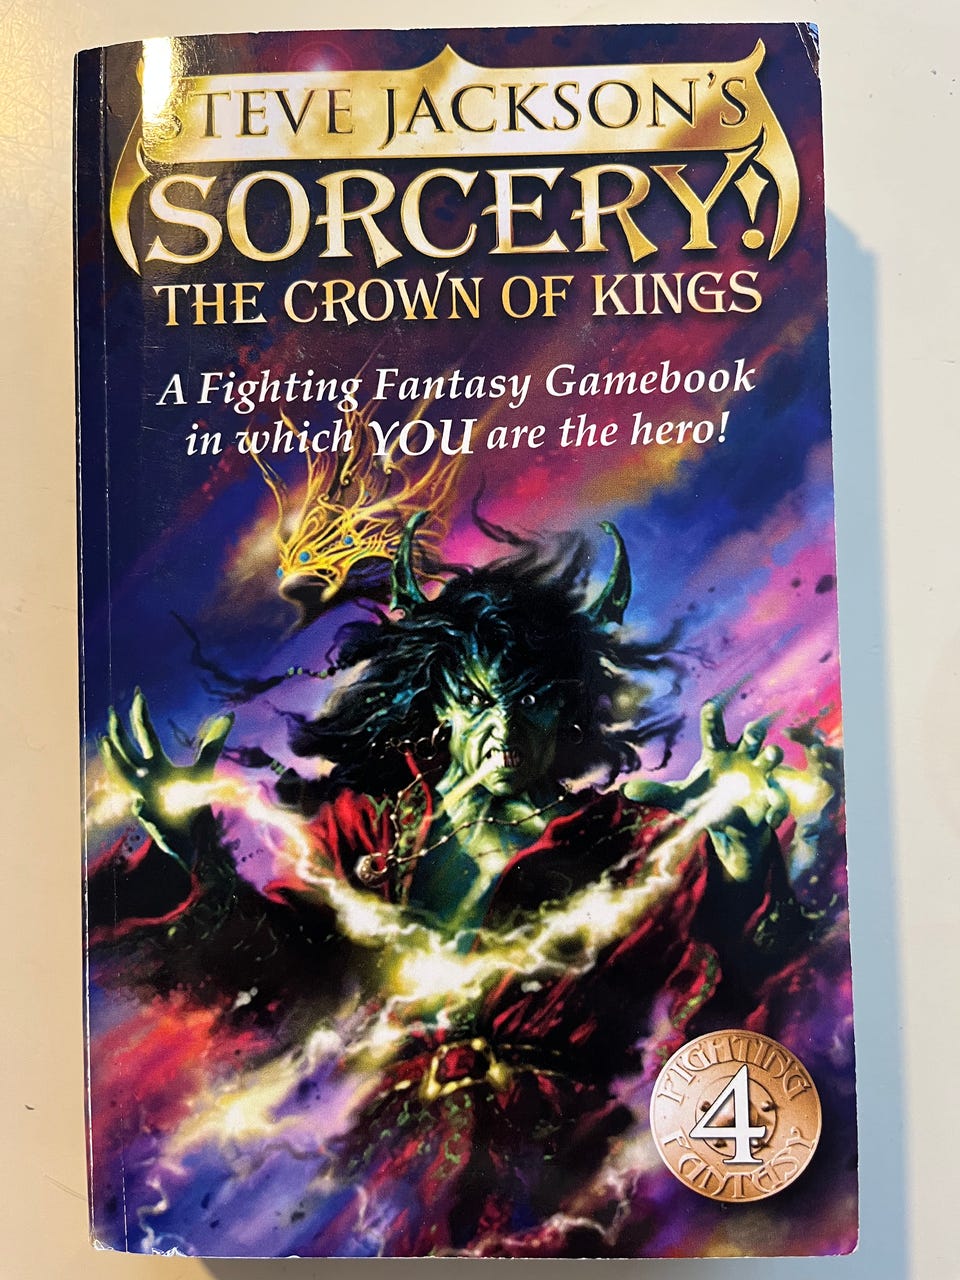 STEVE JACKSON'S
SORCERY!
THE CROWN OF KINGS
A Fighting Fantasy Gamebook
in which YOU are the hero!
FIGHTING
4
FANTASY